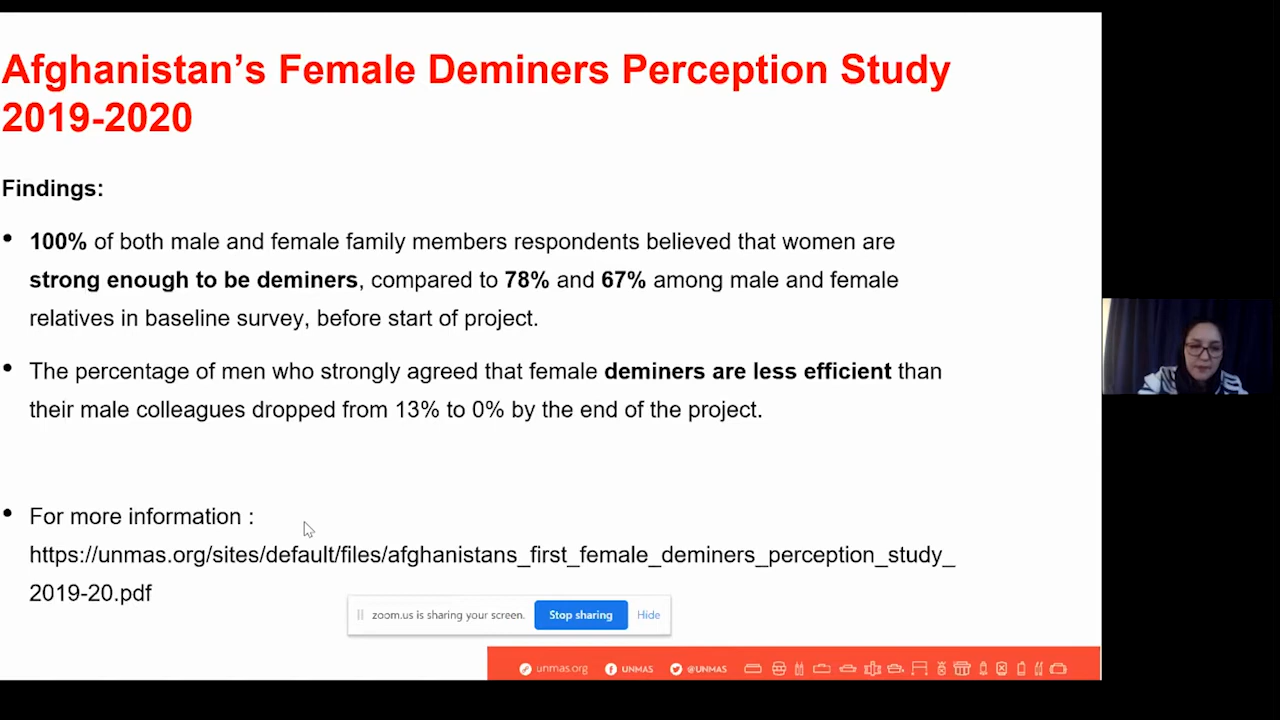 Afghanistan’s Female Deminers Perception Study
2019-2020
Findings:
• 100% of both male and female family members respondents believed that women are
strong enough to be deminers, compared to 78% and 67% among male and female
relatives in baseline survey, before start of project.
• The percentage of men who strongly agreed that female deminers are less efficient than
their male colleagues dropped from 13% to 0% by the end of the project.
• For more information :
https://unmas.org/sites/default/files/afghanistans_first_female_deminers_perception_study_
2019-20.pdf
zoom.us is sharing your screen. Stop sharing Hide
unmas.org UNMAS @UNMAS